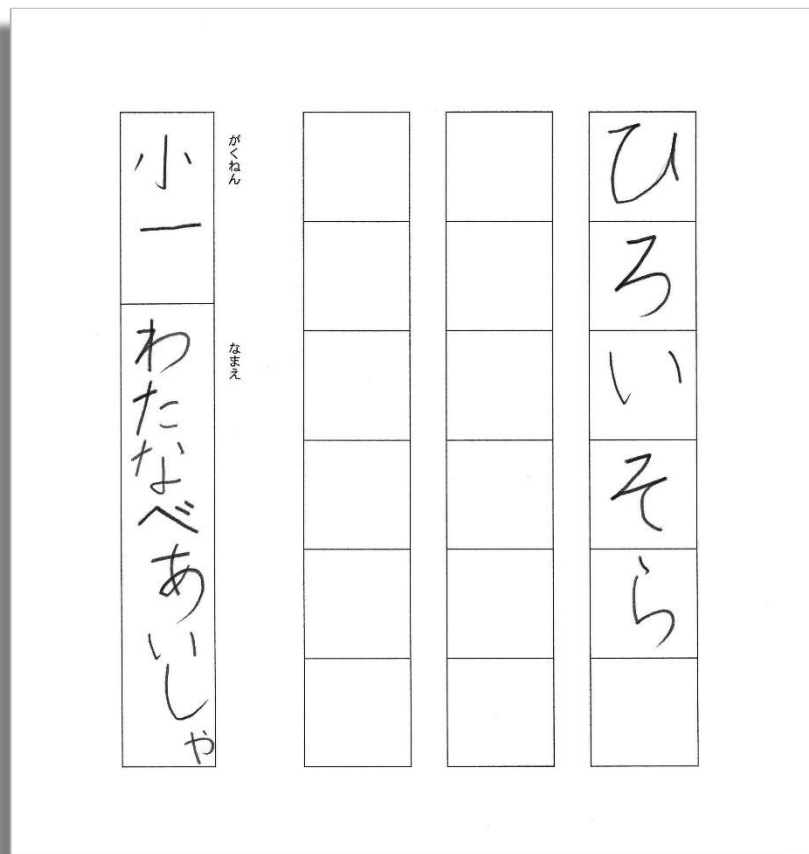 ひろいそら
がくねん
小一
なまえ
わたなべあいしゃ